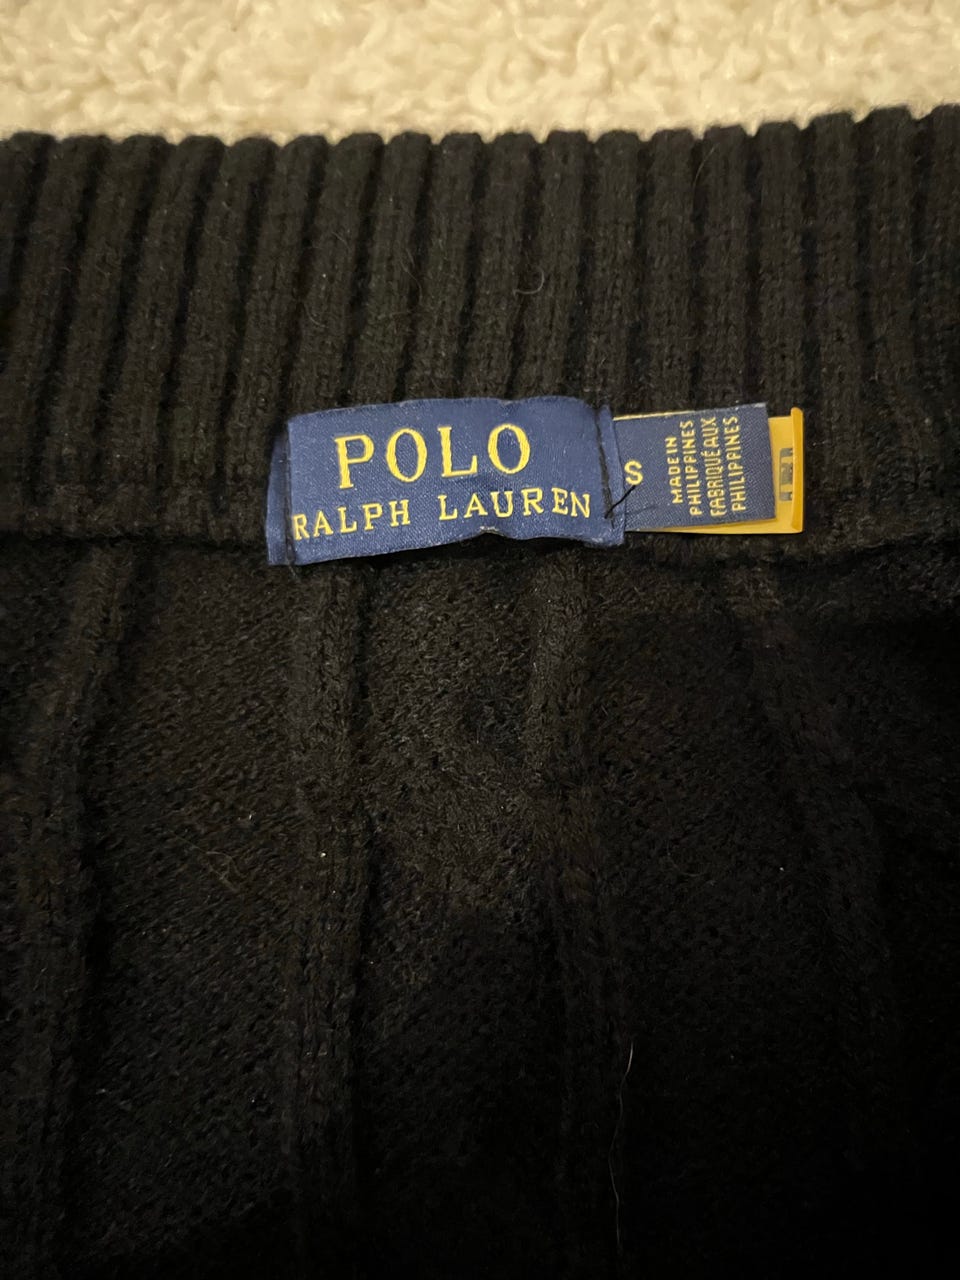 POLO
RALPH LAUREN
S
MADE IN
PHILIPPINES
FABRIQUÉ AUX
PHILIPPINES